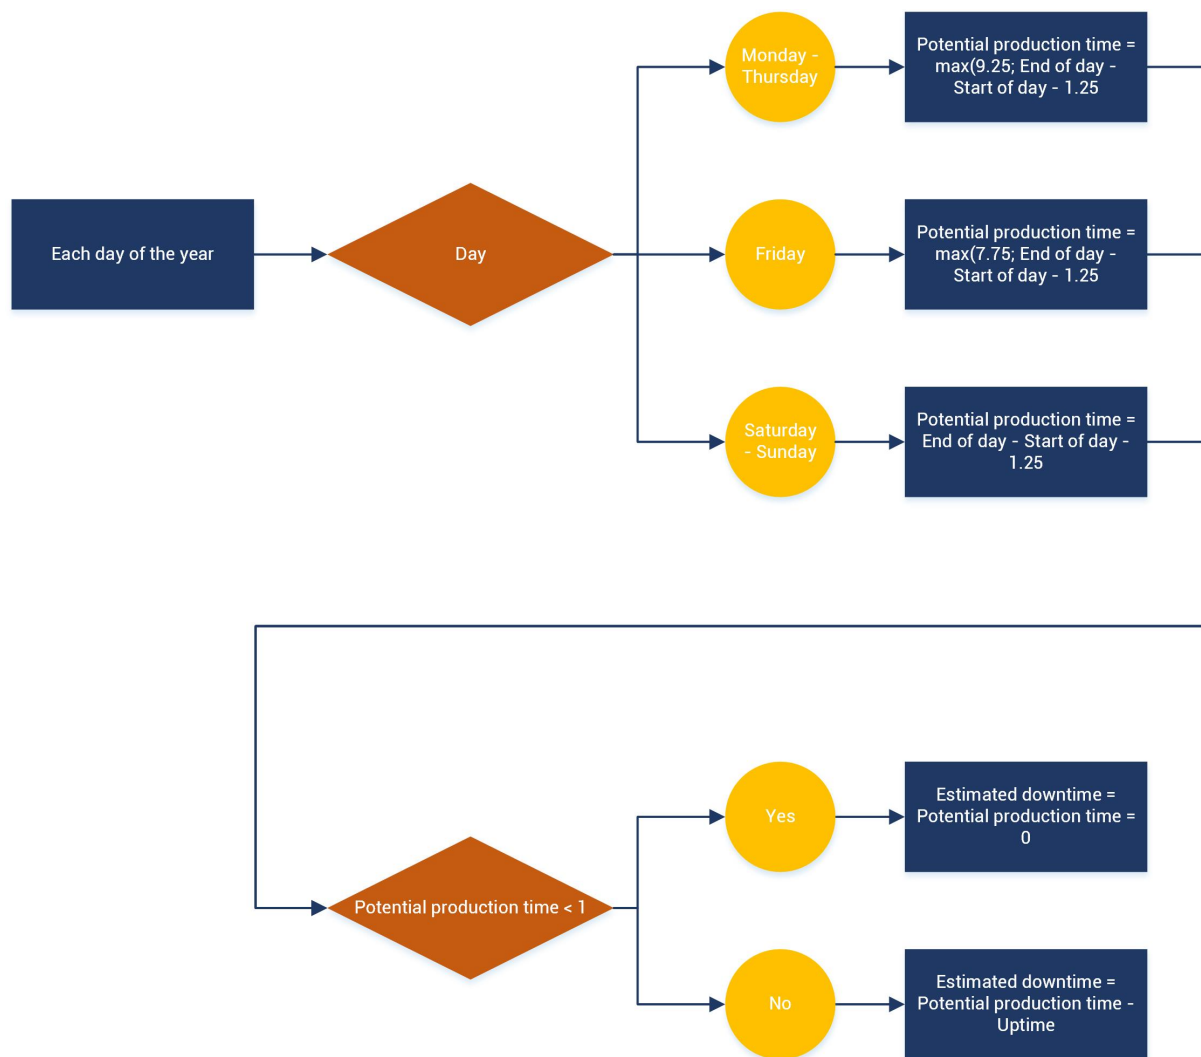 Monday -
Thursday
Potential production time =
max(9.25; End of day -
Start of day - 1.25
Each day of the year
Day
Friday
Potential production time =
max(7.75; End of day -
Start of day - 1.25
Saturday
- Sunday
Potential production time =
End of day - Start of day -
1.25
Yes
Estimated downtime =
Potential production time =
0
Potential production time < 1
No
Estimated downtime =
Potential production time -
Uptime